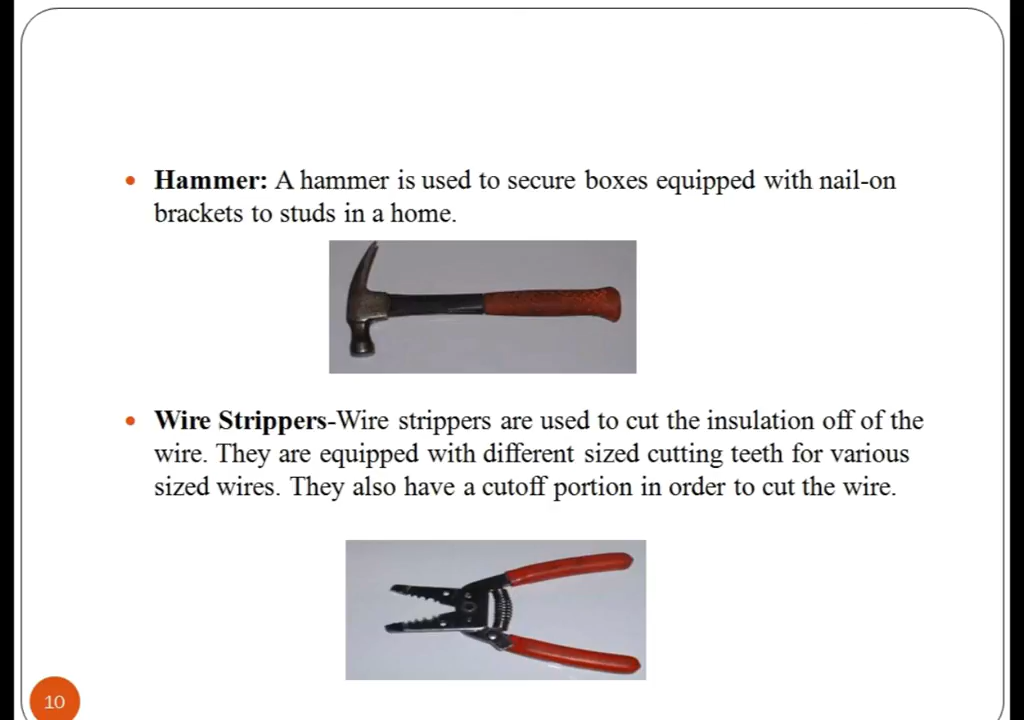 Hammer: A hammer is used to secure boxes equipped with nail-on
brackets to studs in a home.
Wire Strippers-Wire strippers are used to cut the insulation off of the
wire. They are equipped with different sized cutting teeth for various
sized wires. They also have a cutoff portion in order to cut the wire.
10